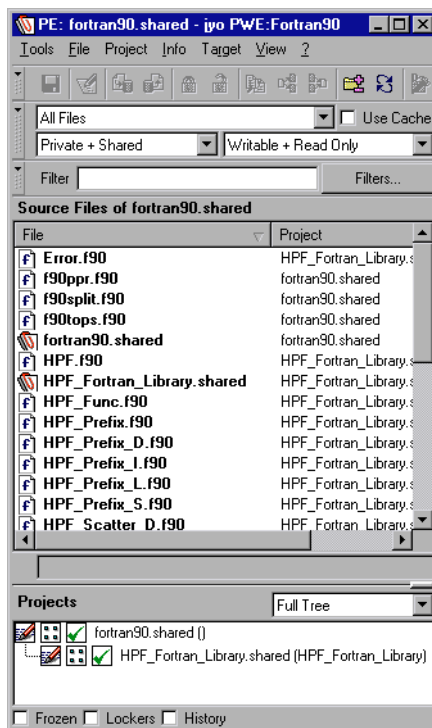 PE: fortran90.shared - jyo PWE:Fortran90
Tools File Project Info Target View ?
All Files Use Cache
Private + Shared Writable + Read Only
Filter Filters...
Source Files of fortran90.shared
File Project
Error.f90 HPF_Fortran_Library.s
f90ppr.f90 fortran90.shared
f90split.f90 fortran90.shared
f90tops.f90 fortran90.shared
fortran90.shared fortran90.shared
HPF.f90 HPF_Fortran_Library.s
HPF_Fortran_Library.shared HPF_Fortran_Library.s
HPF_Func.f90 HPF_Fortran_Library.s
HPF_Prefix.f90 HPF_Fortran_Library.s
HPF_Prefix_D.f90 HPF_Fortran_Library.s
HPF_Prefix_I.f90 HPF_Fortran_Library.s
HPF_Prefix_L.f90 HPF_Fortran_Library.s
HPF_Prefix_S.f90 HPF_Fortran_Library.s
HPF_Scatter_D.f90 HPF_Fortran_Library.s
Projects Full Tree
fortran90.shared ()
HPF_Fortran_Library.shared (HPF_Fortran_Library)
Frozen Lockers History